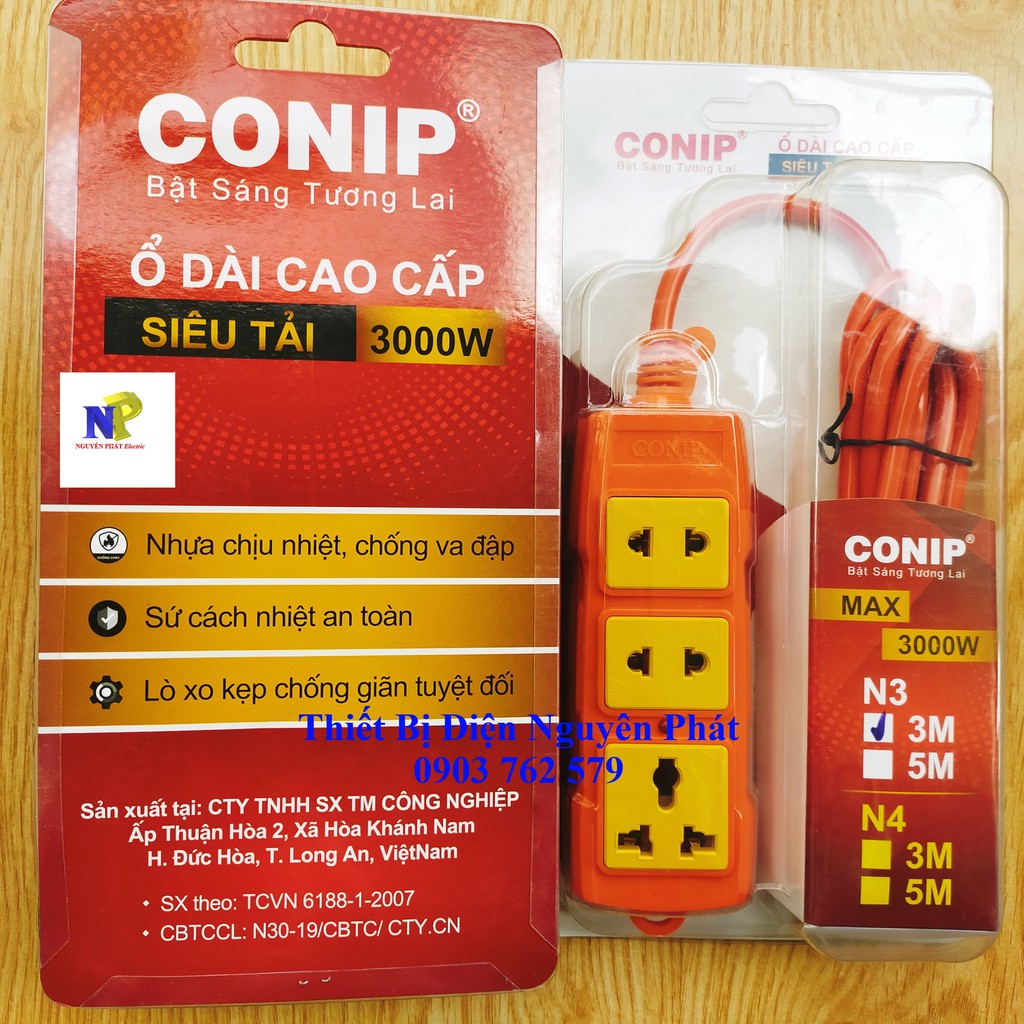 CONIP®
Bật Sáng Tương Lai
Ổ DÀI CAO CẤP
SIÊU TẢI 3000W
NP
NGUYÊN PHÁT Electric
CHỐNG CHÁY
Nhựa chịu nhiệt, chống va đập
Sứ cách nhiệt an toàn
Lò xo kẹp chống giãn tuyệt đối
Sản xuất tại: CTY TNHH SX TM CÔNG NGHIỆP
Ấp Thuận Hòa 2, Xã Hòa Khánh Nam
H. Đức Hòa, T. Long An, ViệtNam
• SX theo: TCVN 6188-1-2007
• CBTCCL: N30-19/CBTC/ CTY.CN
CONIP®
Bật Sáng Tương Lai
Ổ DÀI CAO CẤP
SIÊU T
CONIP
CONIP®
Bật Sáng Tương Lai
MAX
3000W
N3
3M
5M
N4
3M
5M
Thiết Bị Điện Nguyên Phát
0903 762 579